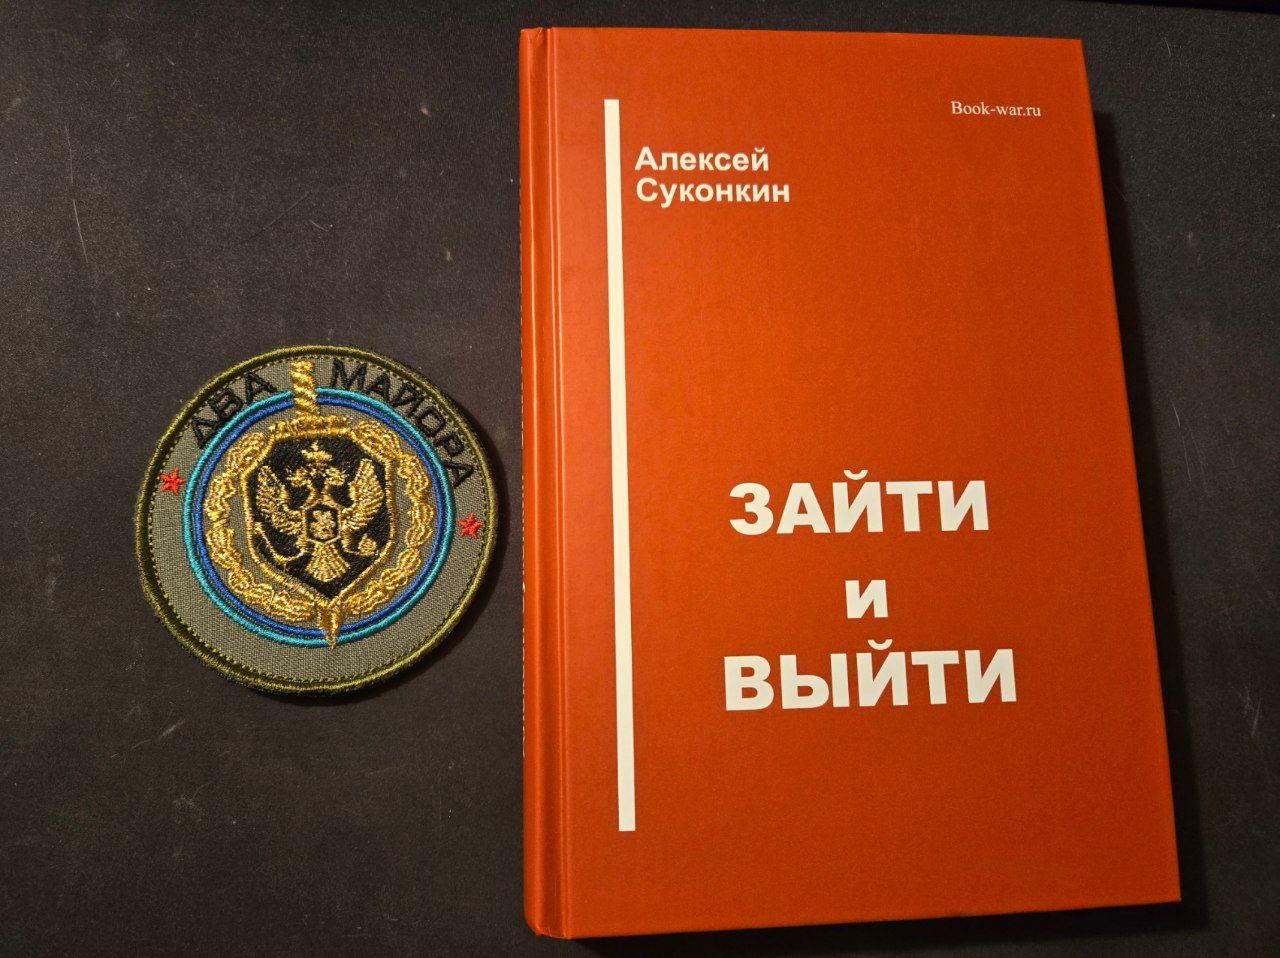 ДВА МАЙОРА
Book-war.ru
Алексей
Суконкин
ЗАЙТИ
и
ВЫЙТИ